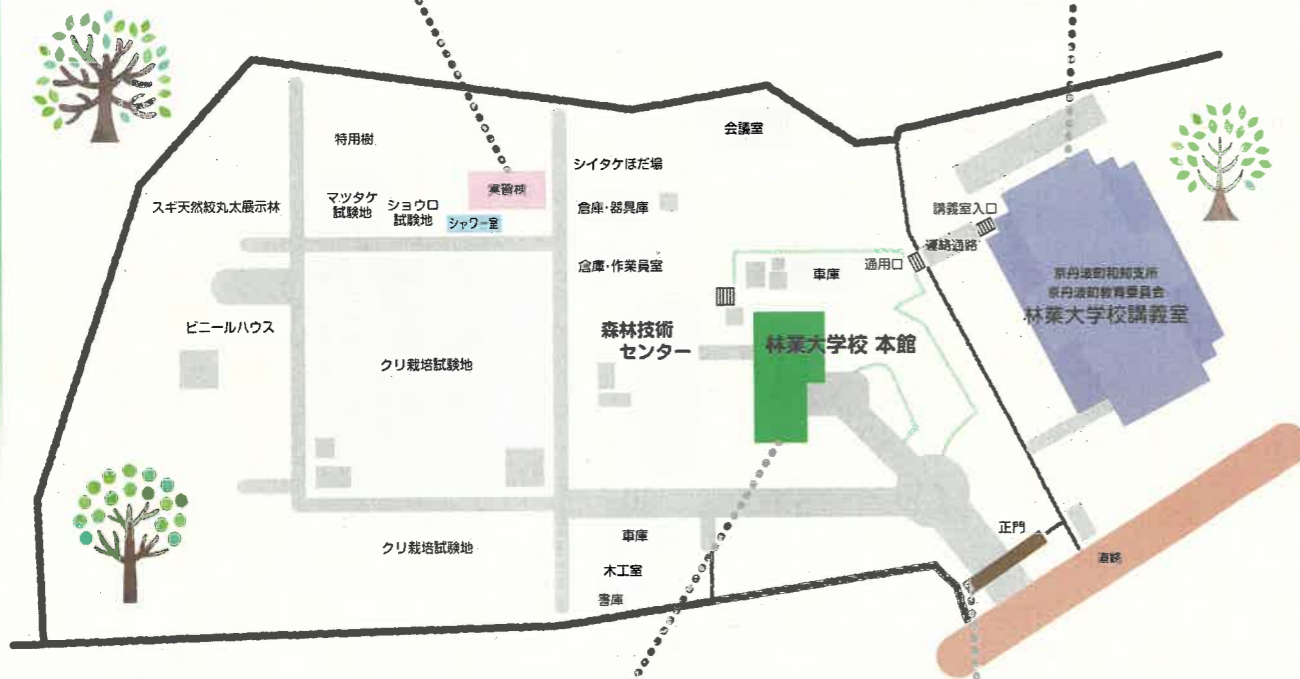 会議室
特用樹
シイタケほだ場
実習棟
マツタケ
試験地
ショウロ
試験地
スギ天然絞丸太展示林
倉庫・器具庫
講義室入口
シャワー室
連絡通路
倉庫・作業員室
通用口
車庫
京丹波町和知支所
京丹波町教育委員会
林業大学校講義室
ビニールハウス
森林技術
センター
林業大学校 本館
クリ栽培試験地
正門
車庫
クリ栽培試験地
道路
木工室
書庫